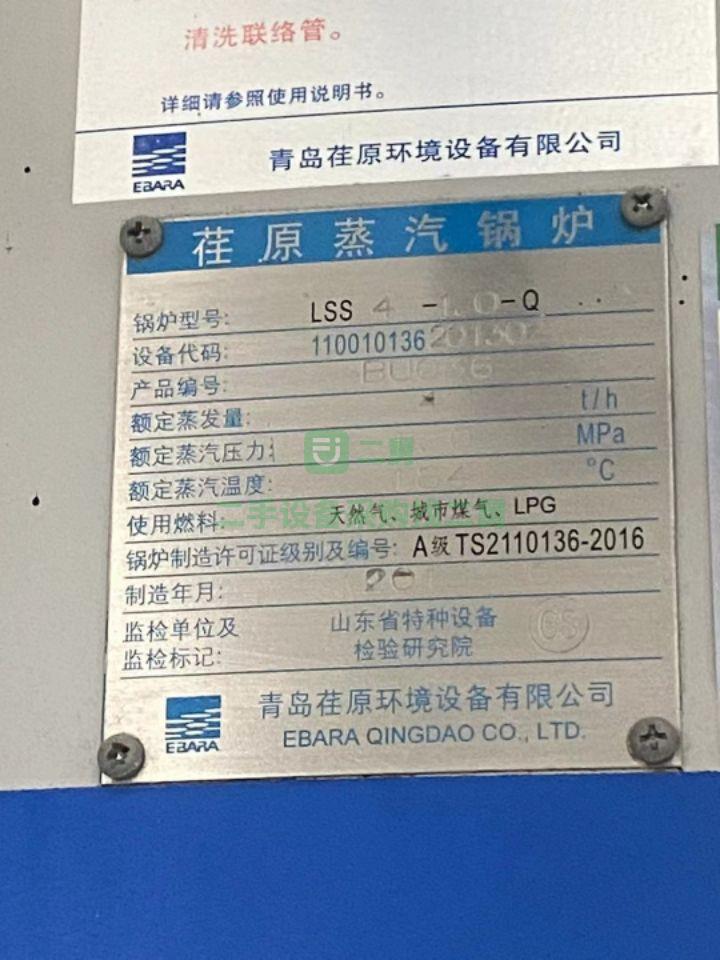 清洗联络管。
详细请参照使用说明书。
EBARA 青岛荏原环境设备有限公司
荏原蒸汽锅炉
锅炉型号: LSS 4 -1.0-Q
设备代码: 110010136201302
产品编号:
额定蒸发量: t/h
额定蒸汽压力: MPa
额定蒸汽温度: °C
使用燃料: 天然气、城市煤气、LPG
锅炉制造许可证级别及编号: A级 TS2110136-2016
制造年月:
监检单位及 山东省特种设备
监检标记: 检验研究院 CS
EBARA 青岛荏原环境设备有限公司
EBARA QINGDAO CO., LTD.